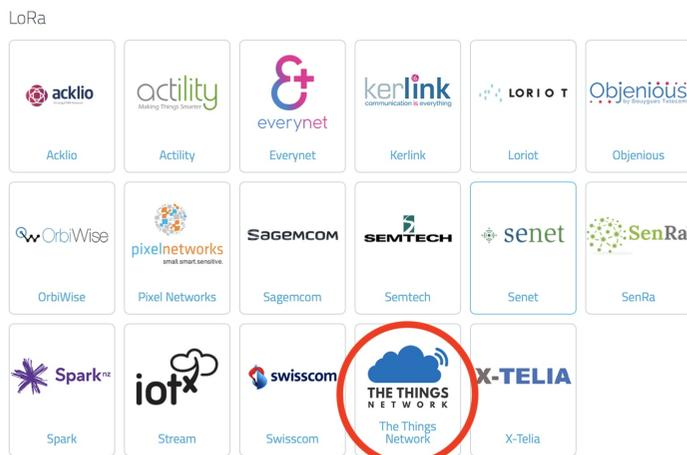 LoRa
acklio
actility
Making Things Smarter
everynet
kerlink
communication is everything
LORIOT
Objenious
by Bouygues Telecom
Acklio
Actility
Everynet
Kerlink
Loriot
Objenious
OrbiWise
pixelnetworks
small.smart.sensitive.
SAGEMCOM
SEMTECH
senet
SenRa
OrbiWise
Pixel Networks
Sagemcom
Semtech
Senet
SenRa
Spark nz
iotx
swisscom
THE THINGS
NETWORK
X-TELIA
Spark
Stream
Swisscom
The Things
Network
X-Telia